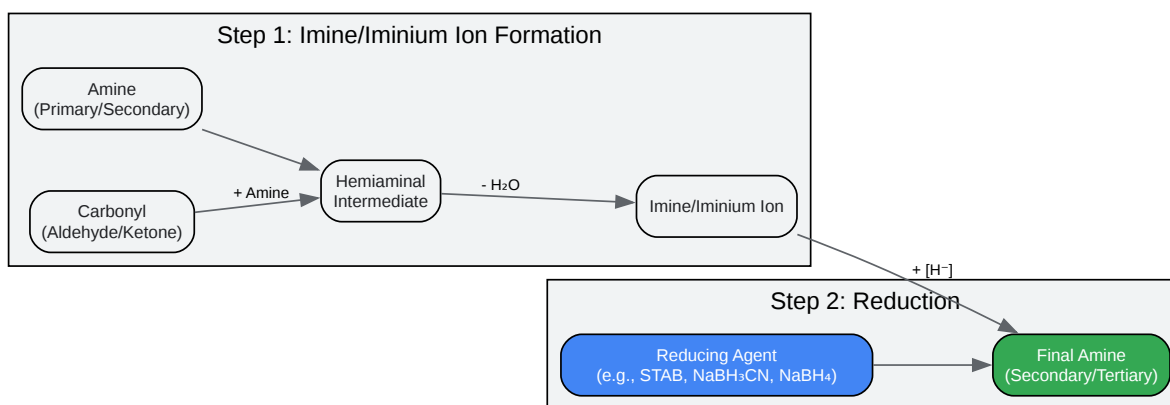 Step 1: Imine/Iminium Ion Formation
Amine
(Primary/Secondary)
Carbonyl
(Aldehyde/Ketone)
+ Amine
Hemiaminal
Intermediate
- H₂O
Imine/Iminium Ion
+ [H⁻]
Step 2: Reduction
Reducing Agent
(e.g., STAB, NaBH₃CN, NaBH₄)
Final Amine
(Secondary/Tertiary)